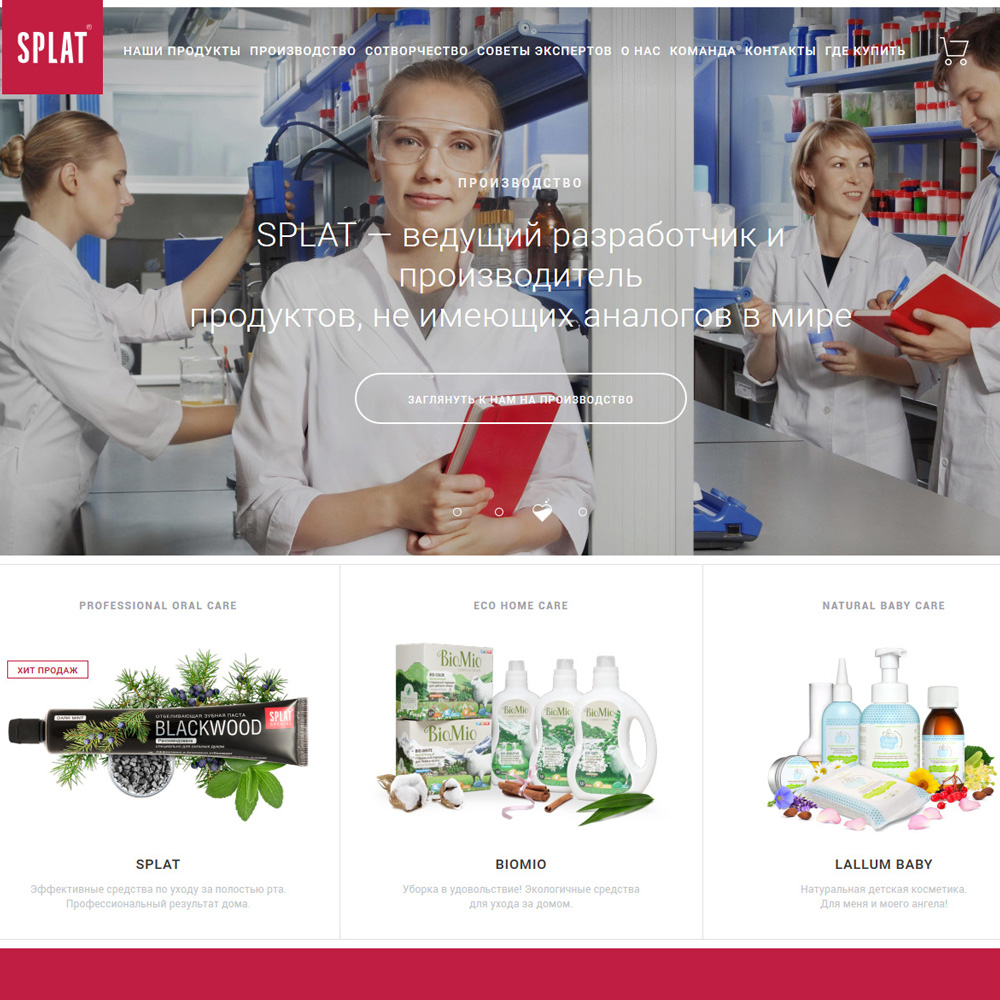 SPLAT®
НАШИ ПРОДУКТЫ ПРОИЗВОДСТВО СОТВОРЧЕСТВО СОВЕТЫ ЭКСПЕРТОВ О НАС КОМАНДА КОНТАКТЫ ГДЕ КУПИТЬ
ПРОИЗВОДСТВО
SPLAT — ведущий разработчик и
производитель
продуктов, не имеющих аналогов в мире
ЗАГЛЯНУТЬ К НАМ НА ПРОИЗВОДСТВО
PROFESSIONAL ORAL CARE
ХИТ ПРОДАЖ
DARK MINT
ОТБЕЛИВАЮЩАЯ ЗУБНАЯ ПАСТА
BLACKWOOD
SPLAT
SPLAT
Эффективные средства по уходу за полостью рта.
Профессиональный результат дома.
ECO HOME CARE
BioMio
BIO-COLOR
BioMio
BIO-WHITE
BioMio
BioMio
BioMio
BIOMIO
Уборка в удовольствие! Экологичные средства
для ухода за домом.
NATURAL BABY CARE
LALLUM BABY
Натуральная детская косметика.
Для меня и моего ангела!